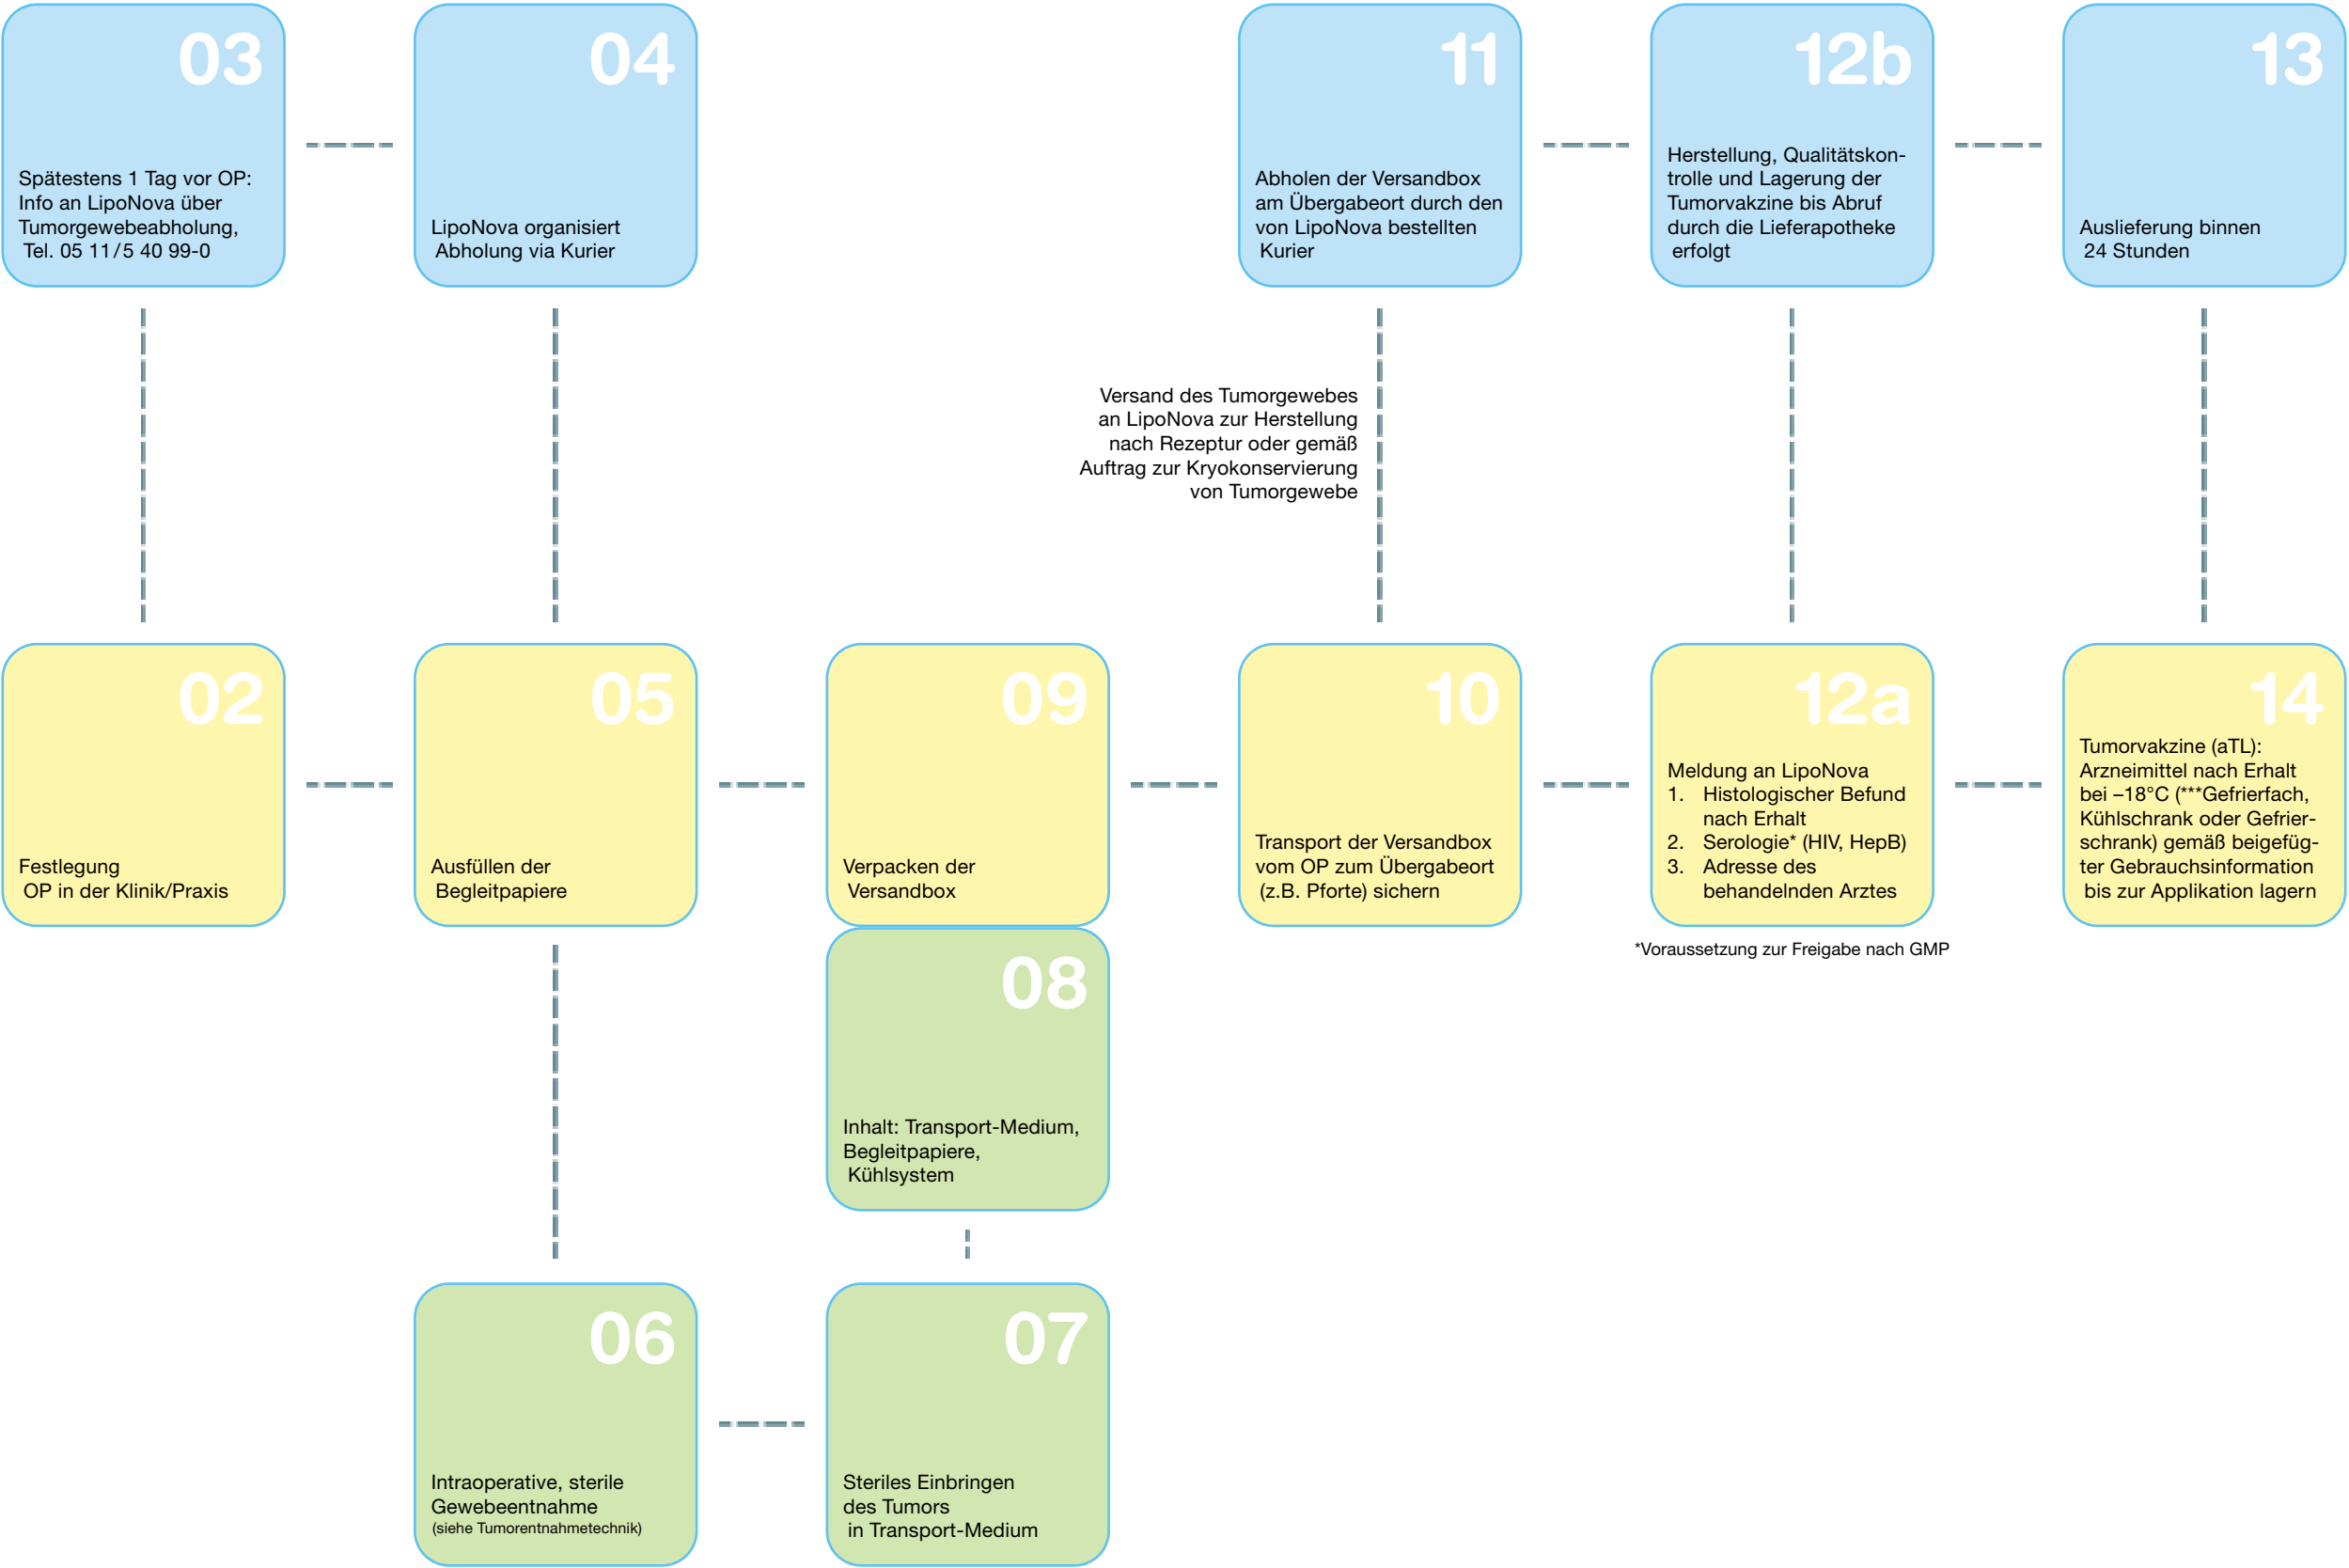 03
Spätestens 1 Tag vor OP:
Info an LipoNova über
Tumorgewebeabholung,
Tel. 05 11/5 40 99-0
04
LipoNova organisiert
Abholung via Kurier
11
Abholen der Versandbox
am Übergabeort durch den
von LipoNova bestellten
Kurier
12b
Herstellung, Qualitätskon-
trolle und Lagerung der
Tumorvakzine bis Abruf
durch die Lieferapotheke
erfolgt
13
Auslieferung binnen
24 Stunden
Versand des Tumorgewebes
an LipoNova zur Herstellung
nach Rezeptur oder gemäß
Auftrag zur Kryokonservierung
von Tumorgewebe
02
Festlegung
OP in der Klinik/Praxis
05
Ausfüllen der
Begleitpapiere
09
Verpacken der
Versandbox
10
Transport der Versandbox
vom OP zum Übergabeort
(z.B. Pforte) sichern
12a
Meldung an LipoNova
1. Histologischer Befund
nach Erhalt
2. Serologie* (HIV, HepB)
3. Adresse des
behandelnden Arztes
14
Tumorvakzine (aTL):
Arzneimittel nach Erhalt
bei –18°C (***Gefrierfach,
Kühlschrank oder Gefrier-
schrank) gemäß beigefüg-
ter Gebrauchsinformation
bis zur Applikation lagern
*Voraussetzung zur Freigabe nach GMP
08
Inhalt: Transport-Medium,
Begleitpapiere,
Kühlsystem
06
Intraoperative, sterile
Gewebeentnahme
(siehe Tumorentnahmetechnik)
07
Steriles Einbringen
des Tumors
in Transport-Medium